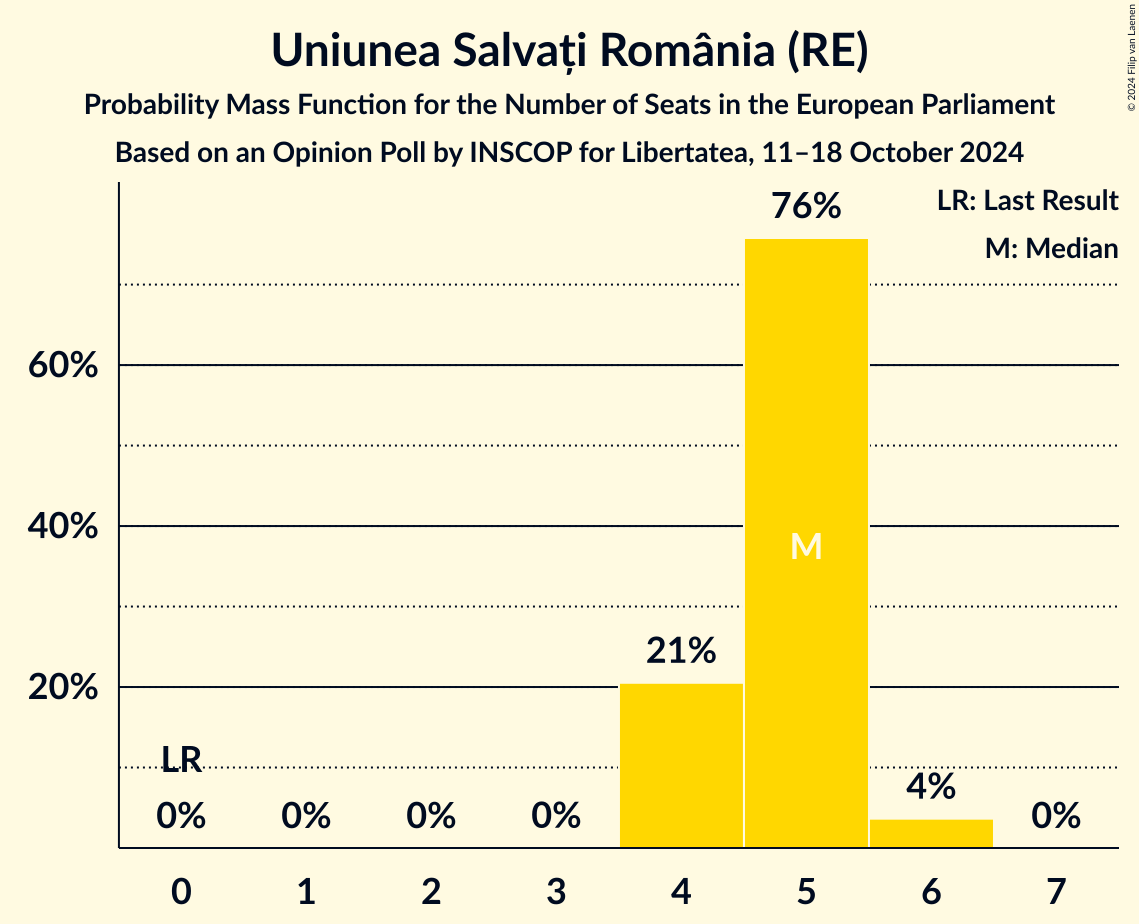 Uniunea Salvați România (RE)
Probability Mass Function for the Number of Seats in the European Parliament
Based on an Opinion Poll by INSCOP for Libertatea, 11–18 October 2024
© 2024 Filip van Laenen
LR: Last Result
M: Median
76%
60%
40%
M
21%
20%
LR
4%
0% 0% 0% 0% 0%
0 1 2 3 4 5 6 7